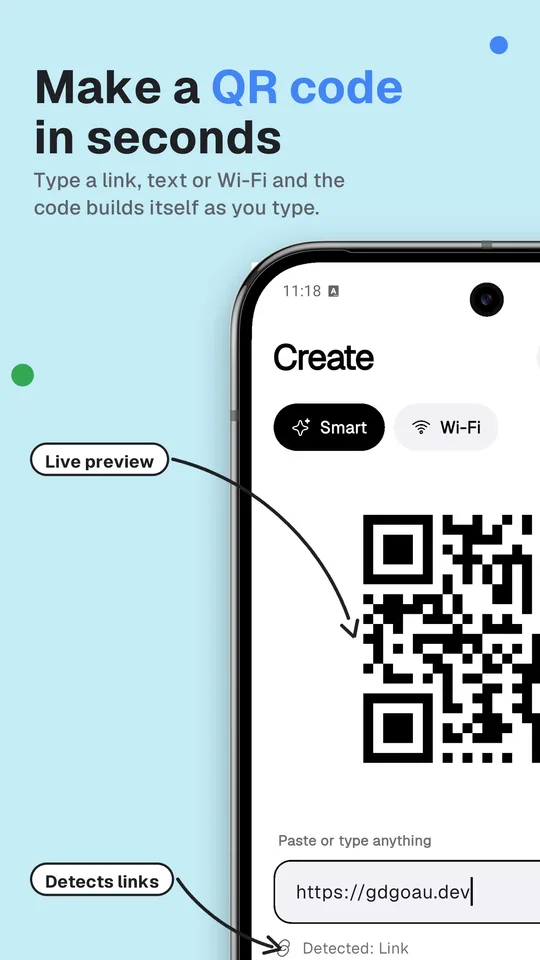 Make a QR code
in seconds
Type a link, text or Wi-Fi and the
code builds itself as you type.
11:18 A
Create
Smart
Wi-Fi
Live preview
Paste or type anything
https://gdgoau.dev
Detects links
Detected: Link